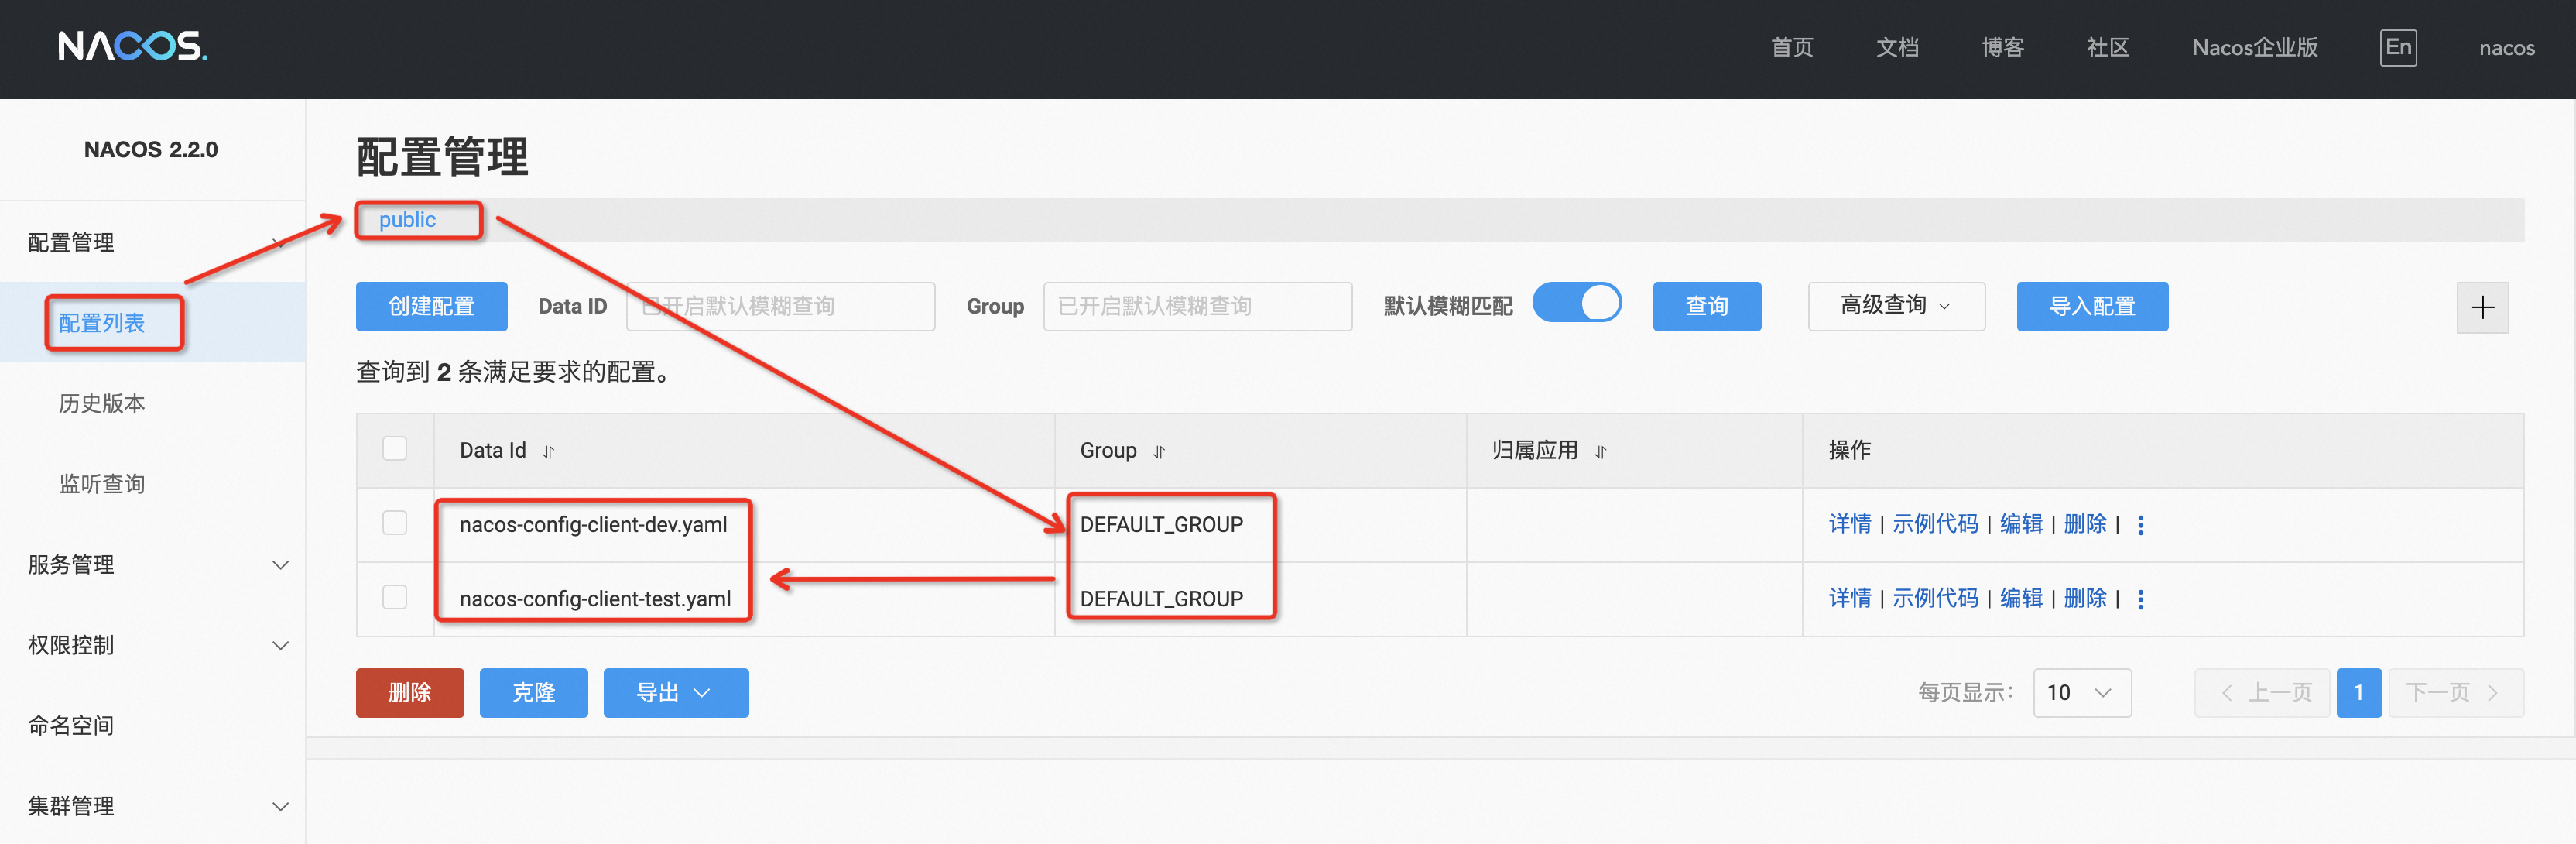 NACOS.
首页 文档 博客 社区 Nacos企业版 En nacos
NACOS 2.2.0
配置管理
配置列表
历史版本
监听查询
服务管理
权限控制
命名空间
集群管理
配置管理
public
创建配置 Data ID 已开启默认模糊查询 Group 已开启默认模糊查询 默认模糊匹配 查询 高级查询 导入配置
查询到 2 条满足要求的配置。
Data Id Group 归属应用 操作
nacos-config-client-dev.yaml DEFAULT_GROUP 详情 | 示例代码 | 编辑 | 删除 |
nacos-config-client-test.yaml DEFAULT_GROUP 详情 | 示例代码 | 编辑 | 删除 |
删除 克隆 导出 每页显示： 10 上一页 1 下一页